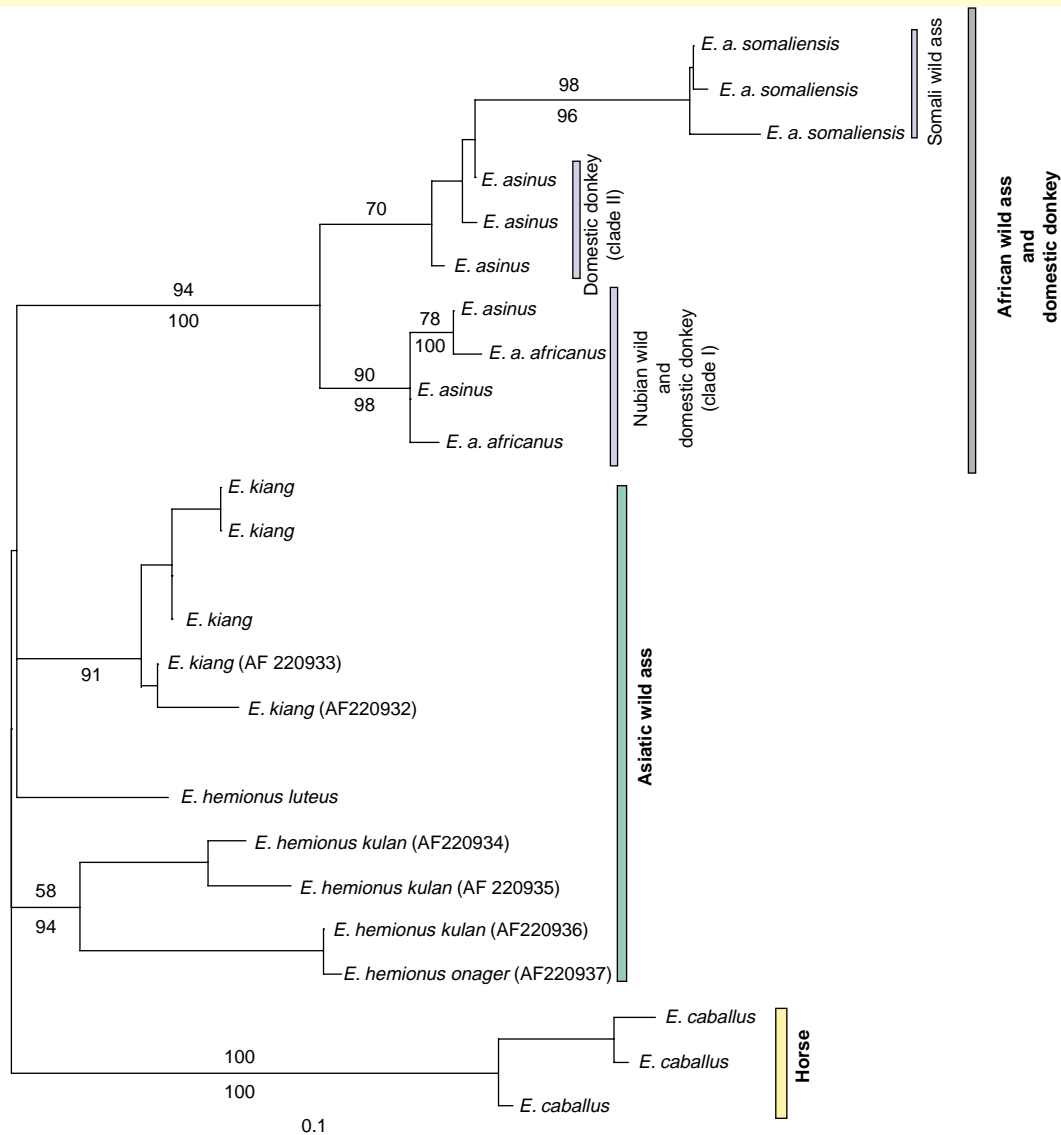 E. a. somaliensis
98
E. a. somaliensis
96
E. a. somaliensis
Somali wild ass
E. asinus
70
E. asinus
E. asinus
Domestic donkey
(clade II)
94
100
E. asinus
78
100
E. a. africanus
90
E. asinus
98
E. a. africanus
Nubian wild
and
domestic donkey
(clade I)
African wild ass
and
domestic donkey
E. kiang
E. kiang
E. kiang
E. kiang (AF 220933)
91
E. kiang (AF220932)
E. hemionus luteus
E. hemionus kulan (AF220934)
58
E. hemionus kulan (AF 220935)
94
E. hemionus kulan (AF220936)
E. hemionus onager (AF220937)
Asiatic wild ass
E. caballus
100
E. caballus
100
E. caballus
Horse
0.1